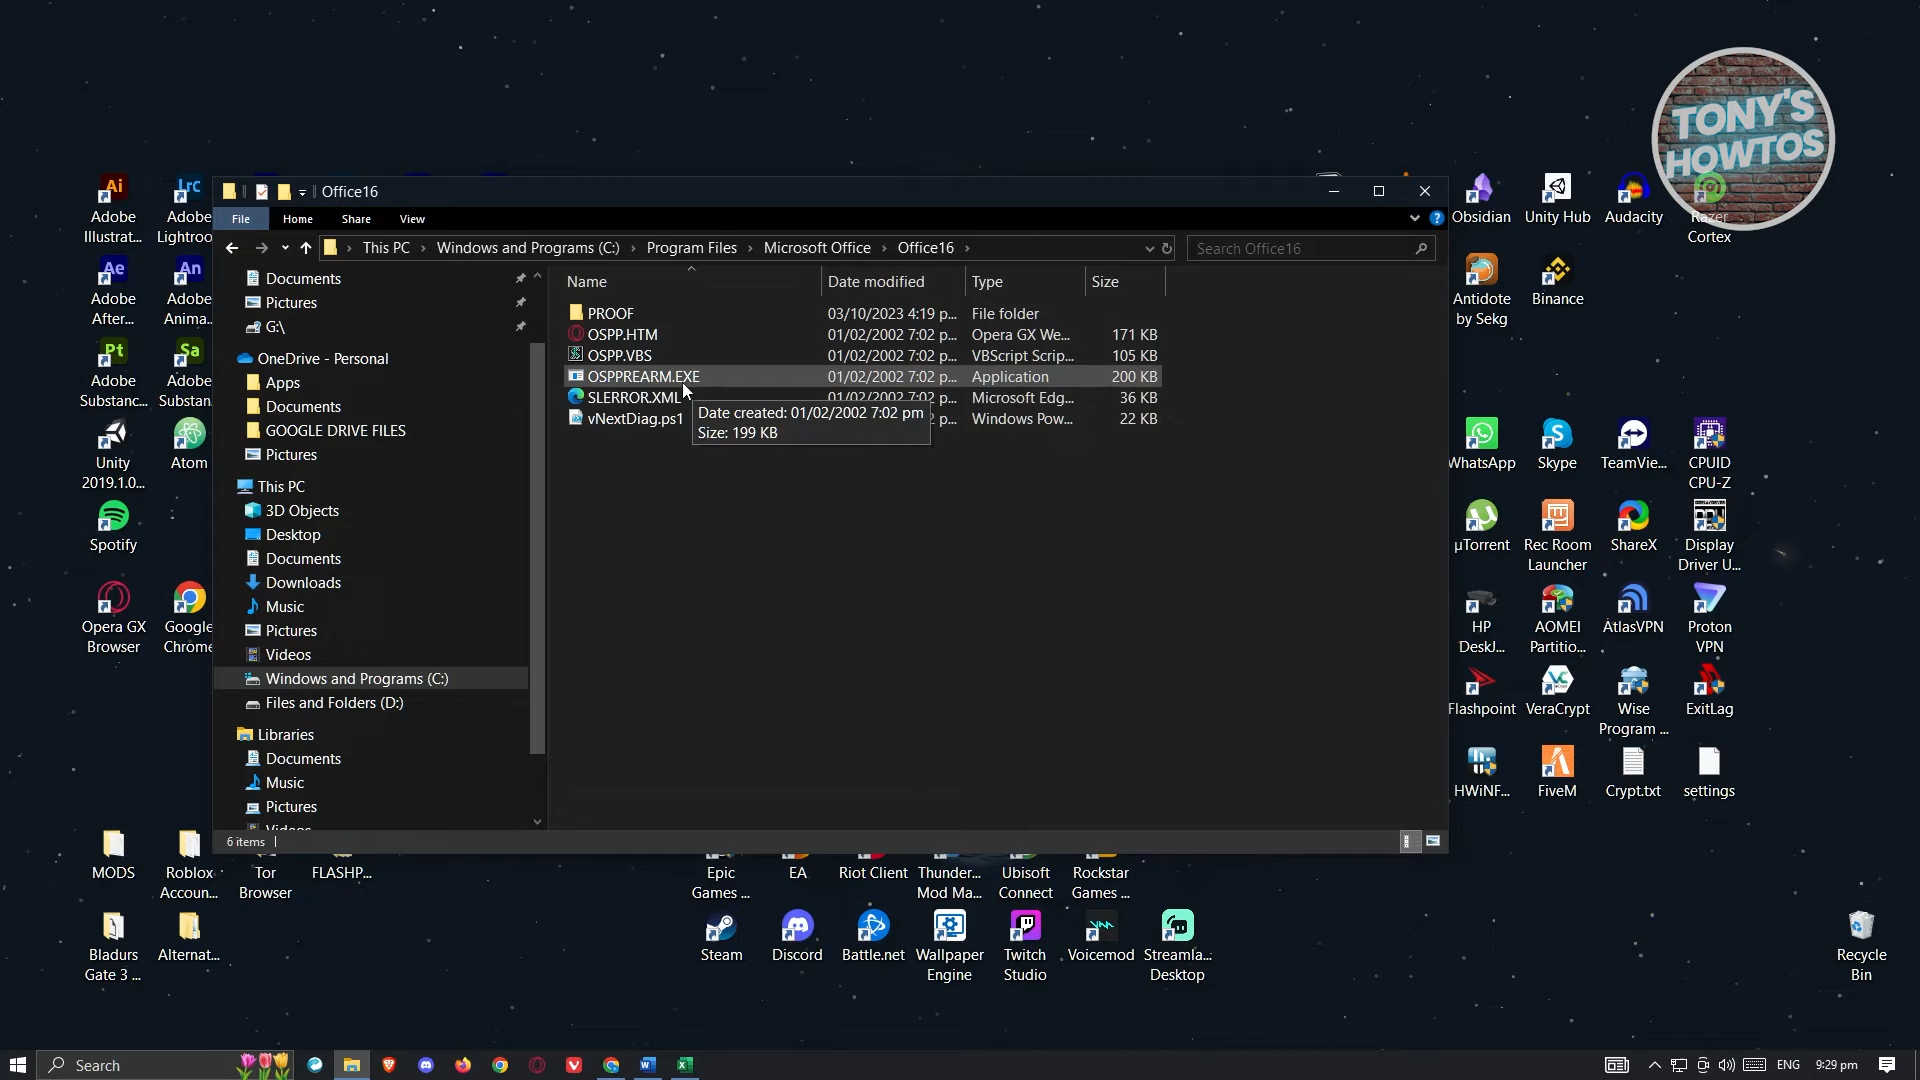 TONY'S
HOWTOS
Office16
File
Home
Share
View
This PC
Windows and Programs (C:)
Program Files
Microsoft Office
Office16
Search Office16
Name
Date modified
Type
Size
PROOF
03/10/2023 4:19 p...
File folder
OSPP.HTM
01/02/2002 7:02 p...
Opera GX We...
171 KB
OSPP.VBS
01/02/2002 7:02 p...
VBScript Scrip...
105 KB
OSPPREARM.EXE
01/02/2002 7:02 p...
Application
200 KB
SLERROR.XML
01/02/2002 7:02 p...
Microsoft Edg...
36 KB
vNextDiag.ps1
Windows Pow...
22 KB
Date created: 01/02/2002 7:02 pm
Size: 199 KB
Documents
Pictures
G:\
OneDrive - Personal
Apps
Documents
GOOGLE DRIVE FILES
Pictures
This PC
3D Objects
Desktop
Documents
Downloads
Music
Pictures
Videos
Windows and Programs (C:)
Files and Folders (D:)
Libraries
Documents
Music
Pictures
Videos
6 items
Adobe
Illustrat...
Adobe
Lightroo
Adobe
After...
Adobe
Anima..
Adobe
Substanc...
Adobe
Substan
Unity
2019.1.0...
Atom
Spotify
Opera GX
Browser
Google
Chrome
Obsidian
Unity Hub
Audacity
Razer
Cortex
Antidote
by Sekg
Binance
WhatsApp
Skype
TeamVie...
CPUID
CPU-Z
µTorrent
Rec Room
Launcher
ShareX
Display
Driver U...
HP
DeskJ...
AOMEI
Partitio...
AtlasVPN
Proton
VPN
Flashpoint
VeraCrypt
Wise
Program ...
ExitLag
HWiNF...
FiveM
Crypt.txt
settings
MODS
Roblox
Accoun...
Tor
Browser
FLASHP...
Epic
Games ...
EA
Riot Client
Thunder...
Mod Ma...
Ubisoft
Connect
Rockstar
Games ...
Bladurs
Gate 3 ...
Alternat...
Steam
Discord
Battle.net
Wallpaper
Engine
Twitch
Studio
Voicemod
Streamla...
Desktop
Recycle
Bin
Search
ENG
9:29 pm